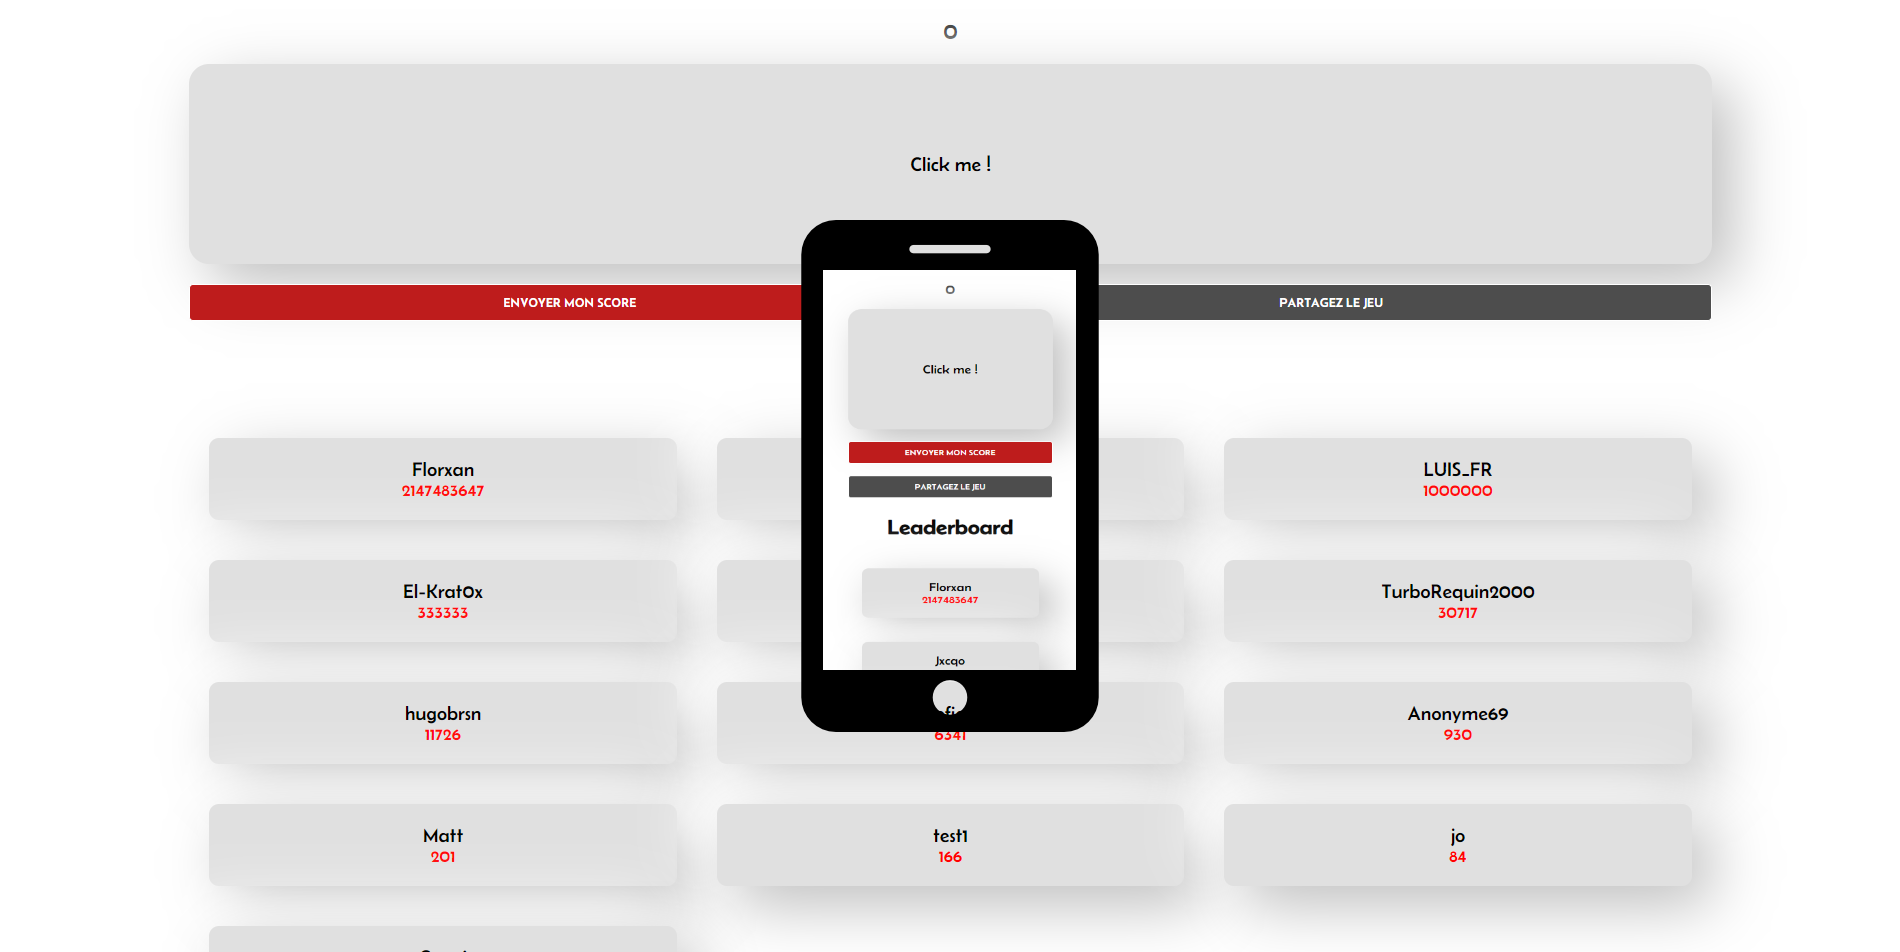 0
Click me !
ENVOYER MON SCORE
PARTAGEZ LE JEU
0
Click me !
ENVOYER MON SCORE
PARTAGEZ LE JEU
Leaderboard
Florxan
2147483647
Jxcqo
Florxan
2147483647
LUIS_FR
1000000
El-Krat0x
333333
TurboRequin2000
30717
hugobrsn
11726
6341
Anonyme69
930
Matt
201
test1
166
jo
84